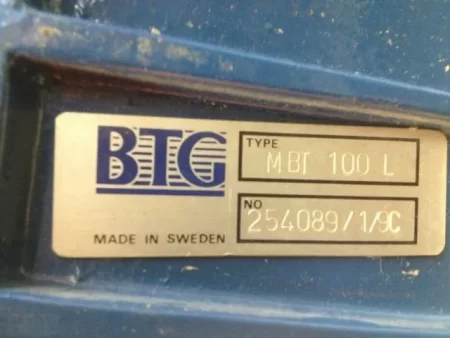 BTG
TYPE
MBT 100 L
NO
254089/1/9C
MADE IN SWEDEN